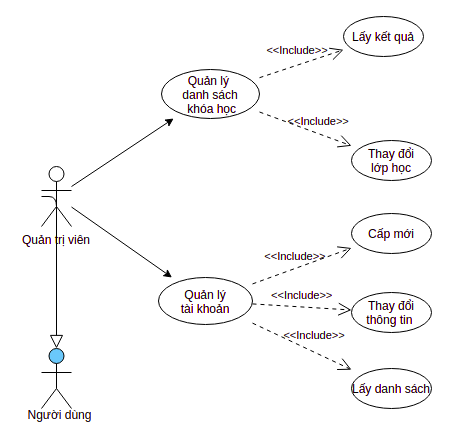 Lấy kết quả
<<Include>>
Quản lý
danh sách
khóa học
<<Include>>
Thay đổi
lớp học
Quản trị viên
Cấp mới
<<Include>>
Quản lý
tài khoản
<<Include>>
Thay đổi
thông tin
<<Include>>
Lấy danh sách
Người dùng